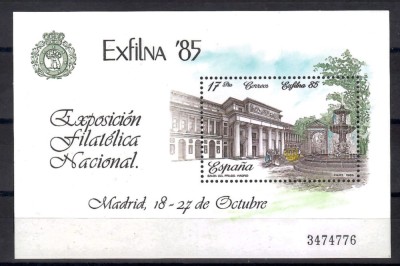 Exfilna '85
17 Pta Correos Exfilna 85
Exposición
Filatélica
Nacional.
España
Madrid, 18-27 de Octubre
3474776